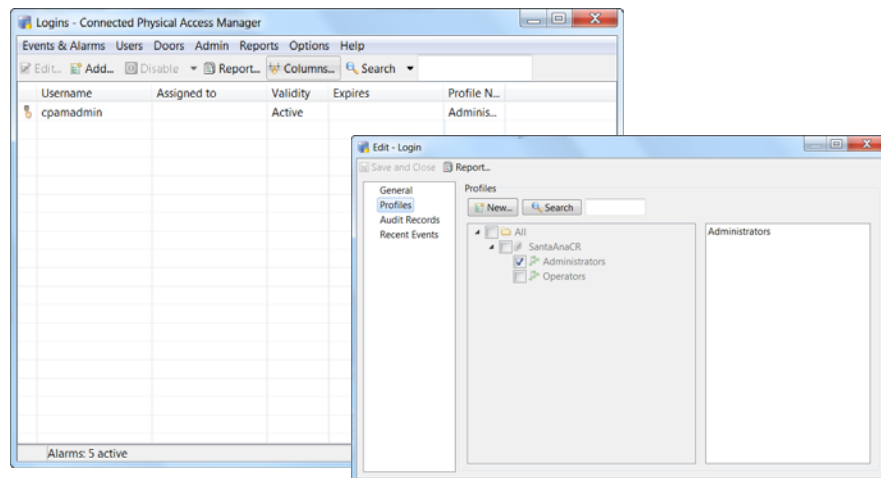 Logins - Connected Physical Access Manager
Events & Alarms Users Doors Admin Reports Options Help
Edit... Add... Disable Report... Columns... Search
Username Assigned to Validity Expires Profile N...
cpamadmin Active Adminis...
Alarms: 5 active
Edit - Login
Save and Close Report...
General
Profiles
Audit Records
Recent Events
Profiles
New... Search
All
SantaAnaCR
Administrators
Operators
Administrators